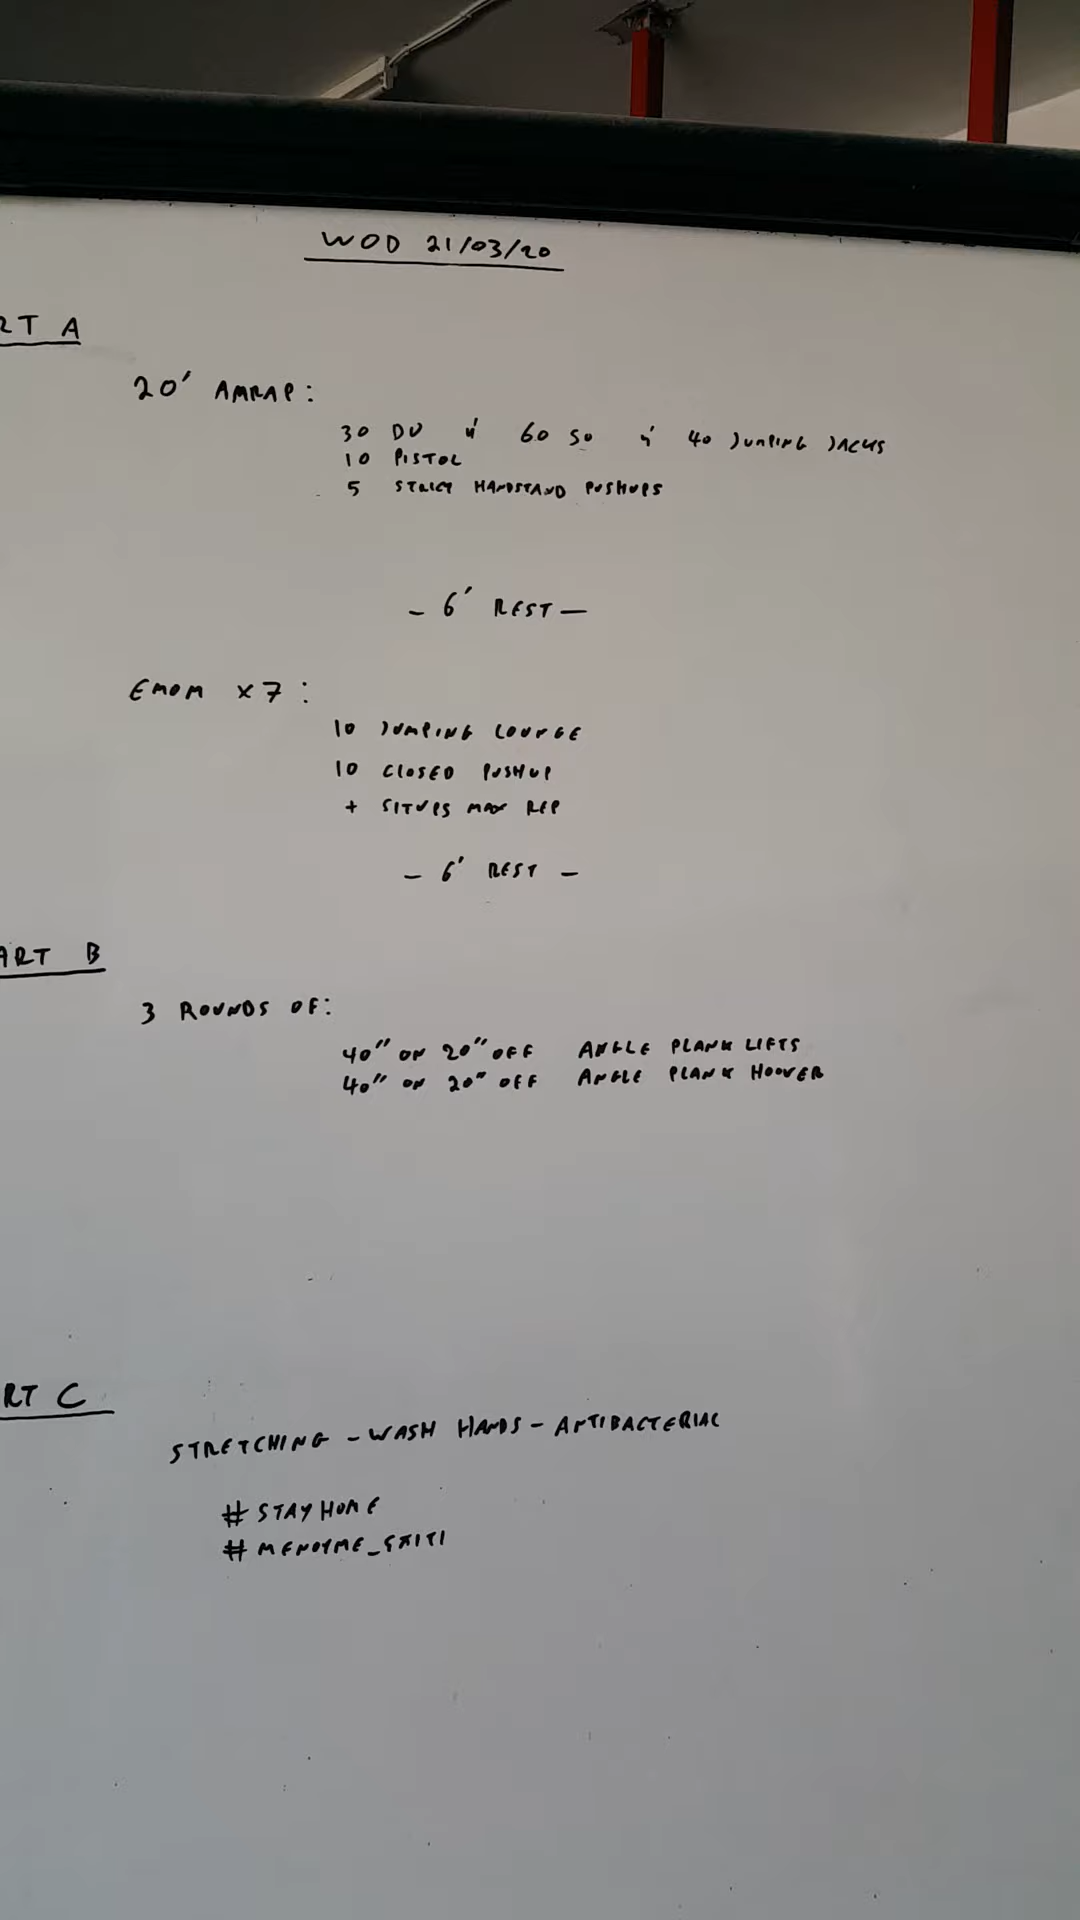 WOD 21/03/20
RT A
20' AMRAP:
30 DU ή 60 SU ή 40 JUMPING JACKS
10 PISTOL
5 STRICT HANDSTAND PUSHUPS
- 6' REST -
EMOM x7:
10 JUMPING LOUNGE
10 CLOSED PUSHUP
+ SITUPS MAX REP
- 6' REST -
ART B
3 ROUNDS OF:
40" ON 20" OFF ANGLE PLANK LIFTS
40" ON 20" OFF ANGLE PLANK HOOVER
RT C
STRETCHING - WASH HANDS - ANTIBACTERIAL
#STAYHOME
#MENOYME_SPITI